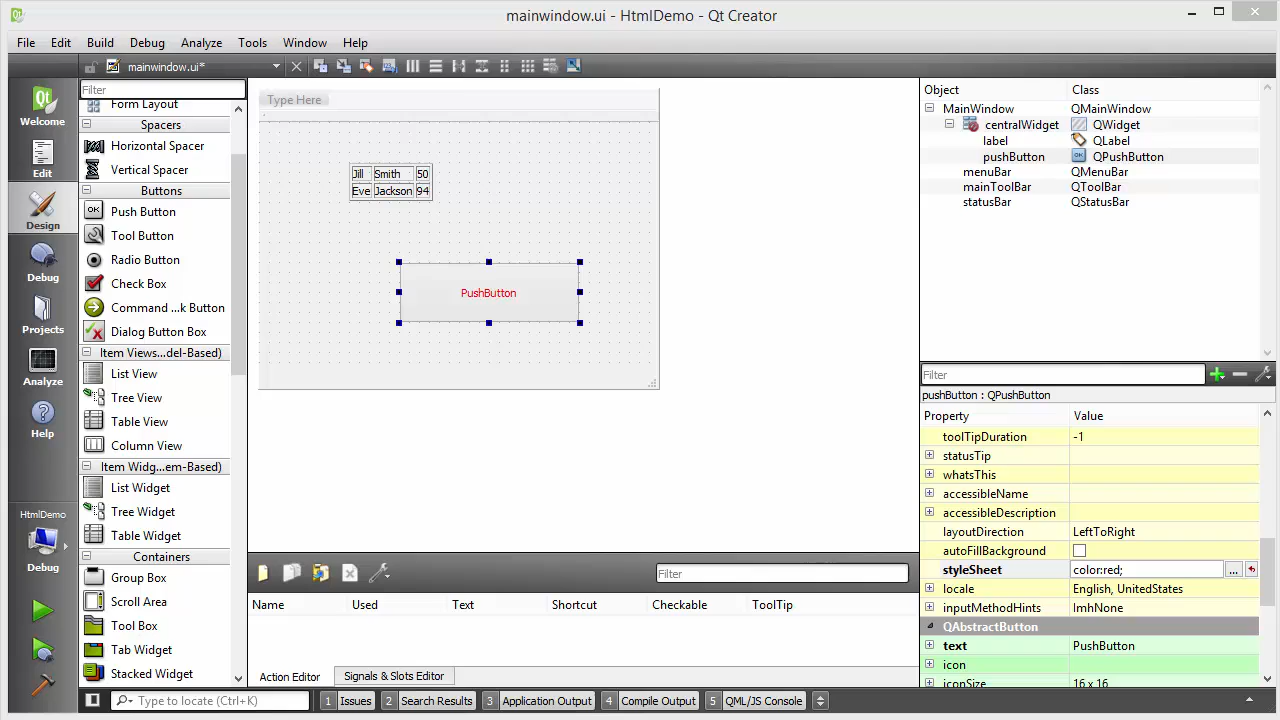 mainwindow.ui - HtmlDemo - Qt Creator
File Edit Build Debug Analyze Tools Window Help
mainwindow.ui*
Welcome
Edit
Design
Debug
Projects
Analyze
Help
HtmlDemo
Debug
Filter
Form Layout
Spacers
Horizontal Spacer
Vertical Spacer
Buttons
Push Button
Tool Button
Radio Button
Check Box
Command ...k Button
Dialog Button Box
Item Views...del-Based)
List View
Tree View
Table View
Column View
Item Widg...em-Based)
List Widget
Tree Widget
Table Widget
Containers
Group Box
Scroll Area
Tool Box
Tab Widget
Stacked Widget
Type Here
Jill Smith 50
Eve Jackson 94
PushButton
Filter
Name Used Text Shortcut Checkable ToolTip
Action Editor Signals & Slots Editor
Object Class
MainWindow QMainWindow
centralWidget QWidget
label QLabel
pushButton QPushButton
menuBar QMenuBar
mainToolBar QToolBar
statusBar QStatusBar
Filter
pushButton : QPushButton
Property Value
toolTipDuration -1
statusTip
whatsThis
accessibleName
accessibleDescription
layoutDirection LeftToRight
autoFillBackground
styleSheet color:red; ...
locale English, UnitedStates
inputMethodHints ImhNone
QAbstractButton
text PushButton
icon
iconSize 16 x 16
Type to locate (Ctrl+K) 1 Issues 2 Search Results 3 Application Output 4 Compile Output 5 QML/JS Console